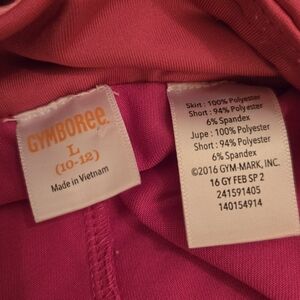 GYMBOREE
L
(10-12)
Made in Vietnam
Skirt : 100% Polyester
Short : 94% Polyester
6% Spandex
Jupe : 100% Polyester
Short : 94% Polyester
6% Spandex
©2016 GYM-MARK, INC.
16 GY FEB SP 2
241591405
140154914